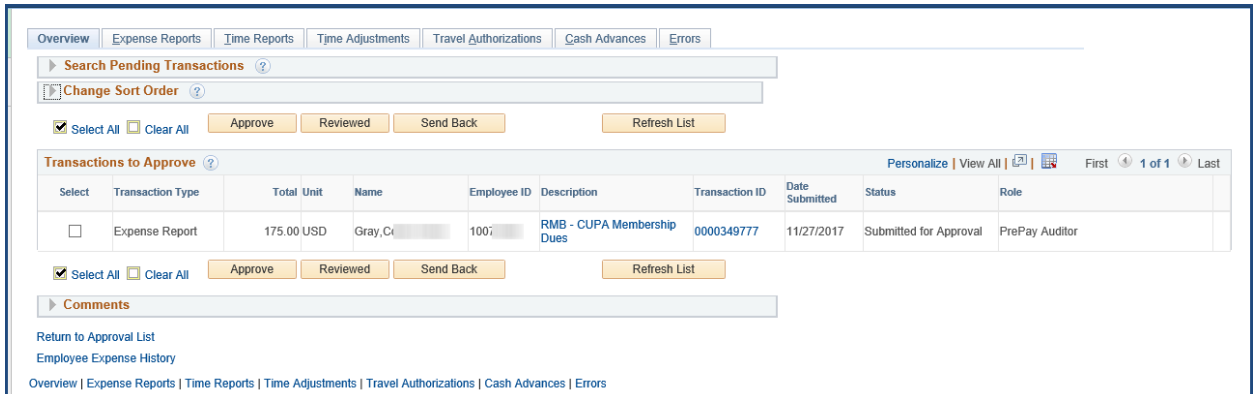 Overview Expense Reports Time Reports Time Adjustments Travel Authorizations Cash Advances Errors
Search Pending Transactions ?
Change Sort Order ?
Select All Clear All Approve Reviewed Send Back Refresh List
Transactions to Approve ? Personalize | View All | | First 1 of 1 Last
Select Transaction Type Total Unit Name Employee ID Description Transaction ID Date Submitted Status Role
Expense Report 175.00 USD Gray, 1007 RMB - CUPA Membership Dues 0000349777 11/27/2017 Submitted for Approval PrePay Auditor
Select All Clear All Approve Reviewed Send Back Refresh List
Comments
Return to Approval List
Employee Expense History
Overview | Expense Reports | Time Reports | Time Adjustments | Travel Authorizations | Cash Advances | Errors